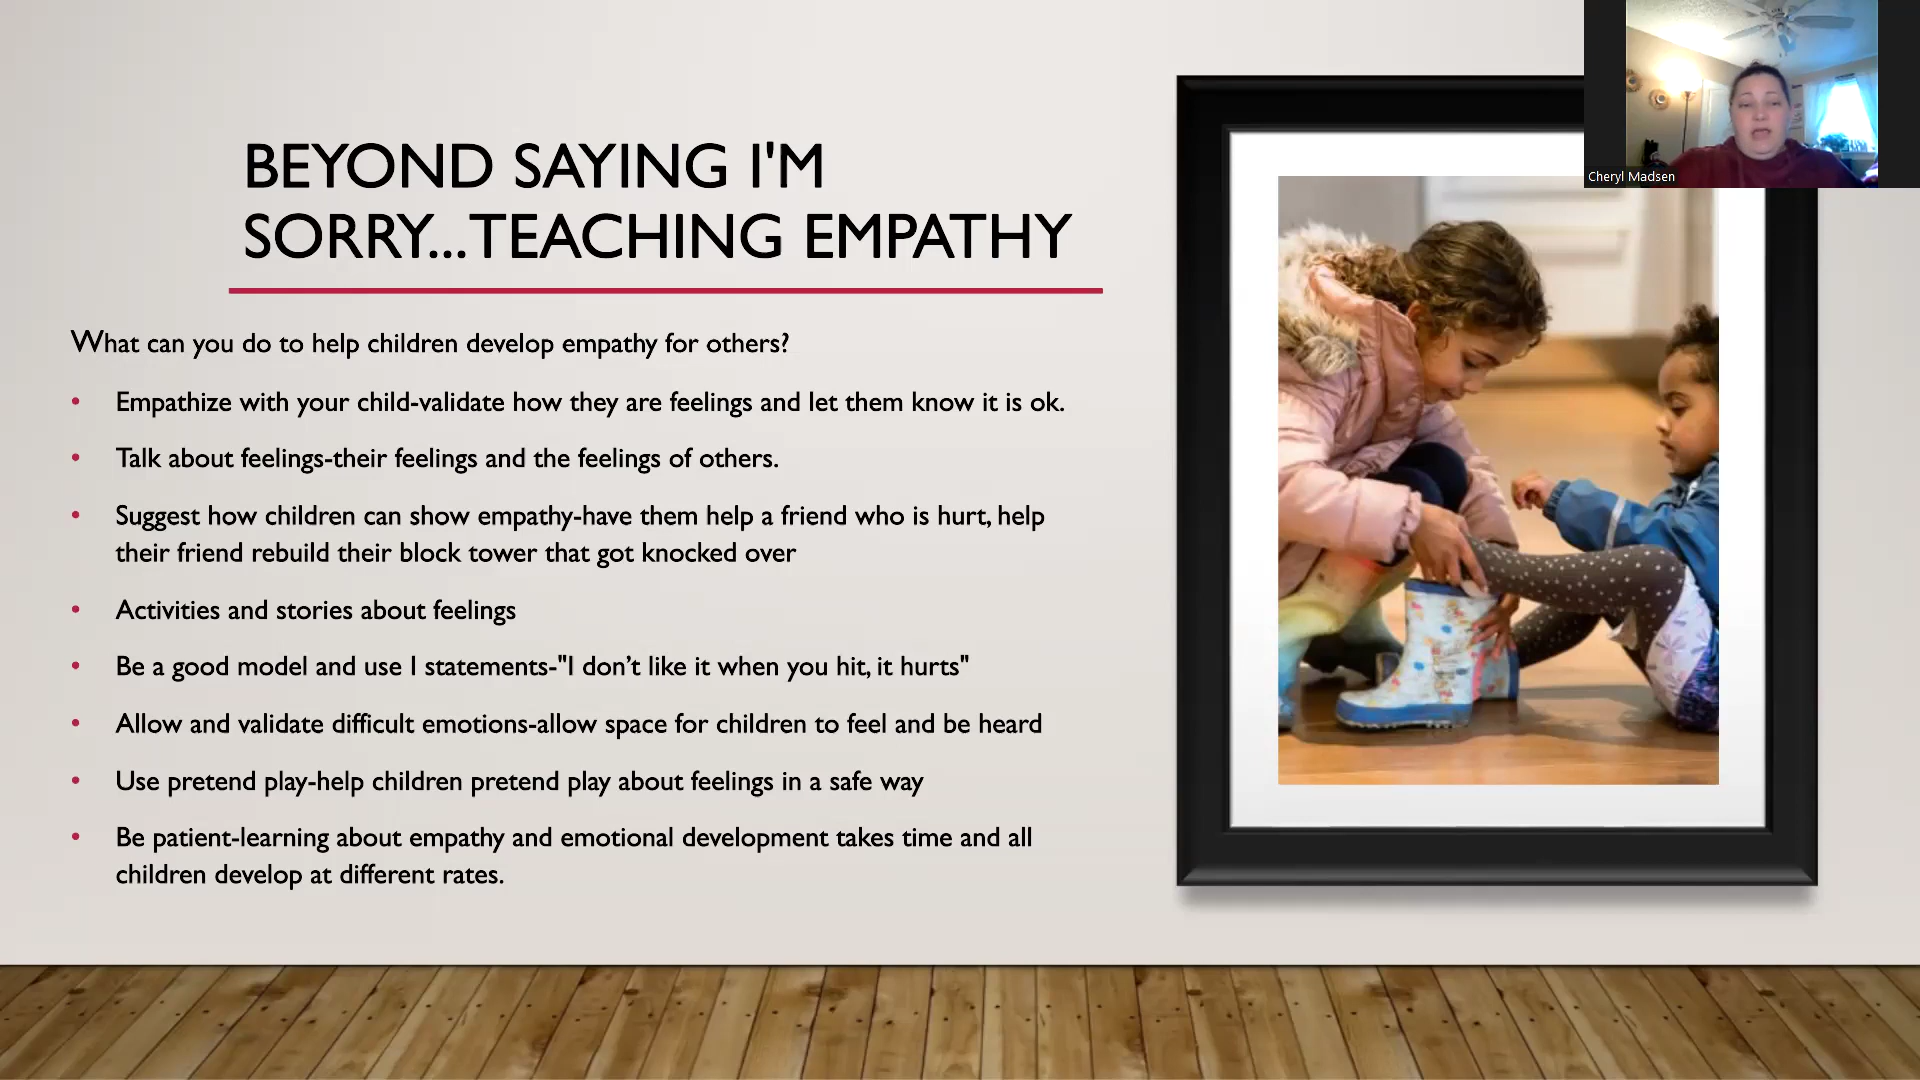 BEYOND SAYING I'M
SORRY...TEACHING EMPATHY
What can you do to help children develop empathy for others?
• Empathize with your child-validate how they are feelings and let them know it is ok.
• Talk about feelings-their feelings and the feelings of others.
• Suggest how children can show empathy-have them help a friend who is hurt, help
their friend rebuild their block tower that got knocked over
• Activities and stories about feelings
• Be a good model and use I statements-"I don’t like it when you hit, it hurts"
• Allow and validate difficult emotions-allow space for children to feel and be heard
• Use pretend play-help children pretend play about feelings in a safe way
• Be patient-learning about empathy and emotional development takes time and all
children develop at different rates.
Cheryl Madsen